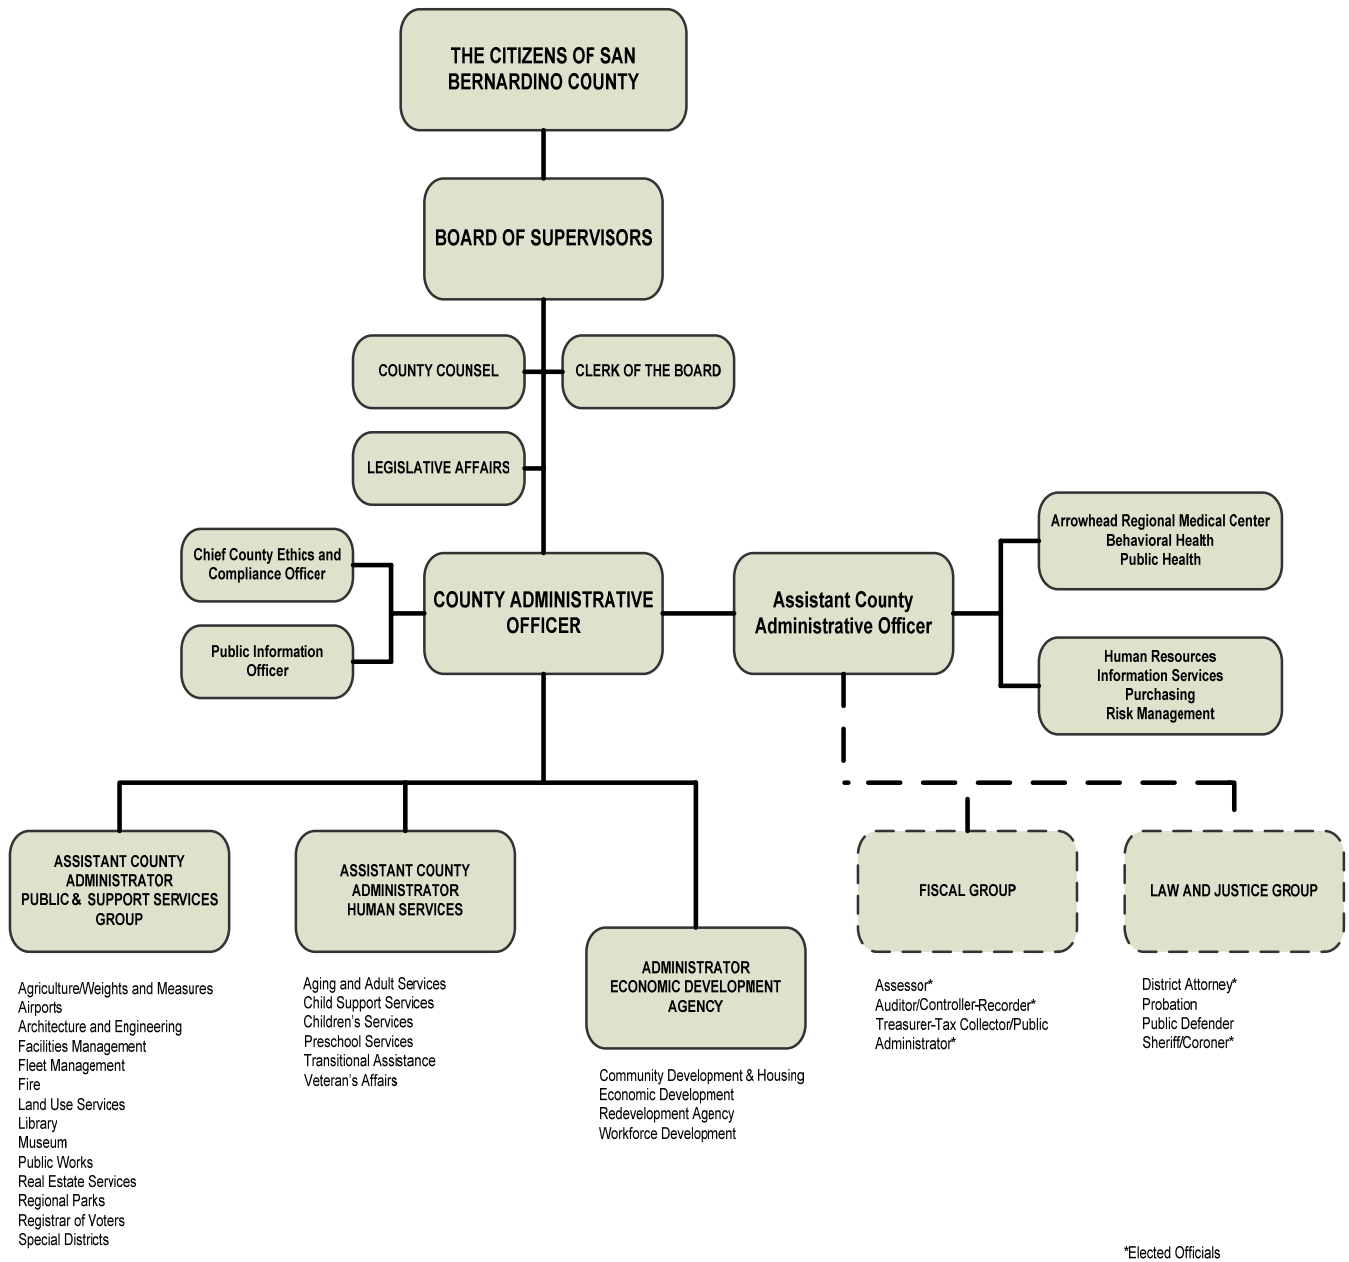 THE CITIZENS OF SAN
BERNARDINO COUNTY
BOARD OF SUPERVISORS
COUNTY COUNSEL
CLERK OF THE BOARD
LEGISLATIVE AFFAIRS
Chief County Ethics and
Compliance Officer
Public Information
Officer
COUNTY ADMINISTRATIVE
OFFICER
Assistant County
Administrative Officer
Arrowhead Regional Medical Center
Behavioral Health
Public Health
Human Resources
Information Services
Purchasing
Risk Management
ASSISTANT COUNTY
ADMINISTRATOR
PUBLIC & SUPPORT SERVICES
GROUP
Agriculture/Weights and Measures
Airports
Architecture and Engineering
Facilities Management
Fleet Management
Fire
Land Use Services
Library
Museum
Public Works
Real Estate Services
Regional Parks
Registrar of Voters
Special Districts
ASSISTANT COUNTY
ADMINISTRATOR
HUMAN SERVICES
Aging and Adult Services
Child Support Services
Children's Services
Preschool Services
Transitional Assistance
Veteran's Affairs
ADMINISTRATOR
ECONOMIC DEVELOPMENT
AGENCY
Community Development & Housing
Economic Development
Redevelopment Agency
Workforce Development
FISCAL GROUP
Assessor*
Auditor/Controller-Recorder*
Treasurer-Tax Collector/Public
Administrator*
LAW AND JUSTICE GROUP
District Attorney*
Probation
Public Defender
Sheriff/Coroner*
*Elected Officials